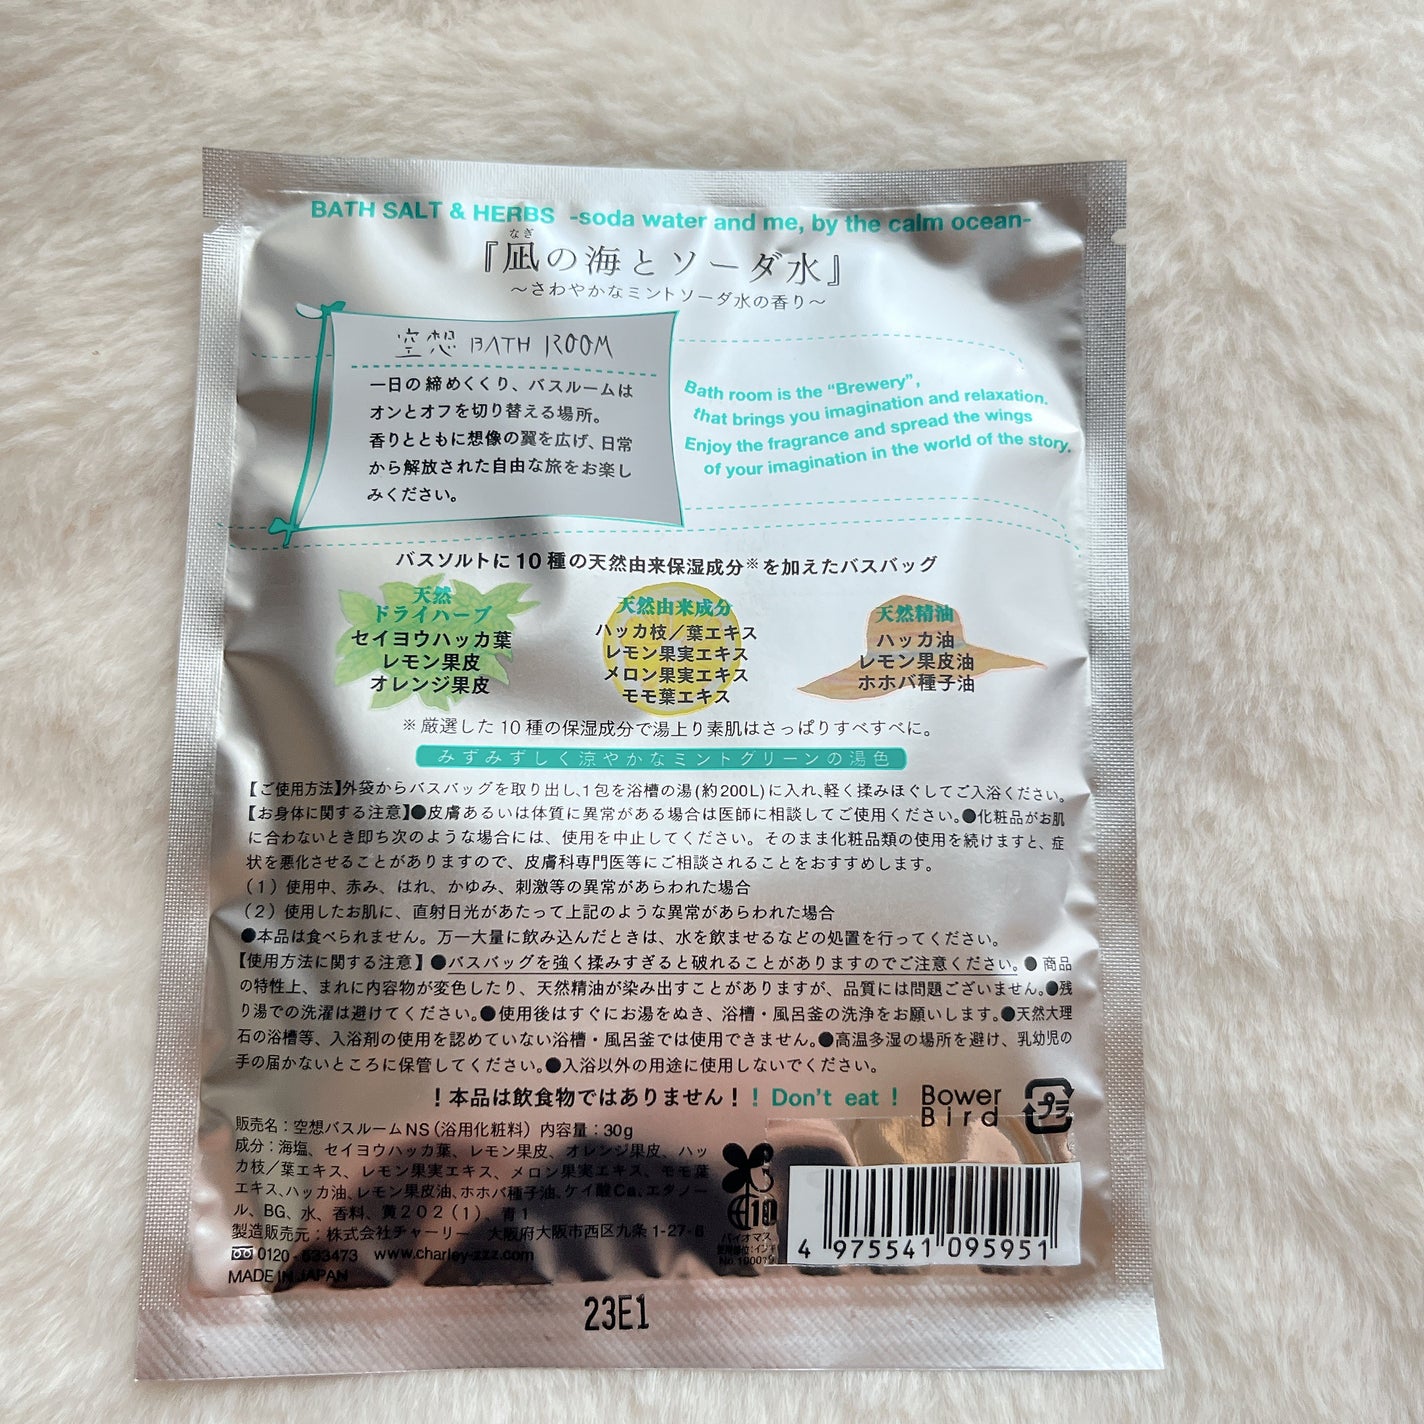 BATH SALT & HERBS -soda water and me, by the calm ocean-
なぎ
『凪の海とソーダ水』
～さわやかなミントソーダ水の香り～
空想 BATH ROOM
一日の締めくくり、バスルームは
オンとオフを切り替える場所。
香りとともに想像の翼を広げ、日常
から解放された自由な旅をお楽し
みください。
Bath room is the "Brewery",
that brings you imagination and relaxation.
Enjoy the fragrance and spread the wings
of your imagination in the world of the story.
バスソルトに10種の天然由来保湿成分※を加えたバスバッグ
天然
ドライハーブ
セイヨウハッカ葉
レモン果皮
オレンジ果皮
天然由来成分
ハッカ枝／葉エキス
レモン果実エキス
メロン果実エキス
モモ葉エキス
天然精油
ハッカ油
レモン果皮油
ホホバ種子油
※厳選した10種の保湿成分で湯上り素肌はさっぱりすべすべに。
みずみずしく涼やかなミントグリーンの湯色
【ご使用方法】外袋からバスバッグを取り出し、1包を浴槽の湯(約200L)に入れ、軽く揉みほぐしてご入浴ください。
【お身体に関する注意】●皮膚あるいは体質に異常がある場合は医師に相談してご使用ください。●化粧品がお肌
に合わないとき即ち次のような場合には、使用を中止してください。そのまま化粧品類の使用を続けますと、症
状を悪化させることがありますので、皮膚科専門医等にご相談されることをおすすめします。
（1）使用中、赤み、はれ、かゆみ、刺激等の異常があらわれた場合
（2）使用したお肌に、直射日光があたって上記のような異常があらわれた場合
●本品は食べられません。万一大量に飲み込んだときは、水を飲ませるなどの処置を行ってください。
【使用方法に関する注意】●バスバッグを強く揉みすぎると破れることがありますのでご注意ください。●商品
の特性上、まれに内容物が変色したり、天然精油が染み出すことがありますが、品質には問題ございません。●残
り湯での洗濯は避けてください。●使用後はすぐにお湯をぬき、浴槽・風呂釜の洗浄をお願いします。●天然大理
石の浴槽等、入浴剤の使用を認めていない浴槽・風呂釜では使用できません。●高温多湿の場所を避け、乳幼児の
手の届かないところに保管してください。●入浴以外の用途に使用しないでください。
！本品は飲食物ではありません！！ Don't eat！
Bower
Bird
プラ
販売名：空想バスルームNS（浴用化粧料）内容量：30g
成分：海塩、セイヨウハッカ葉、レモン果皮、オレンジ果皮、ハッ
カ枝／葉エキス、レモン果実エキス、メロン果実エキス、モモ葉
エキス、ハッカ油、レモン果皮油、ホホバ種子油、ケイ酸Ca、エタノー
ル、BG、水、香料、黄202（1）、青1
製造販売元：株式会社チャーリー 大阪府大阪市西区九条1-27-6
0120-533473 www.charley-zzz.com
MADE IN JAPAN
10
バイオマス
4 975541 095951
23E1